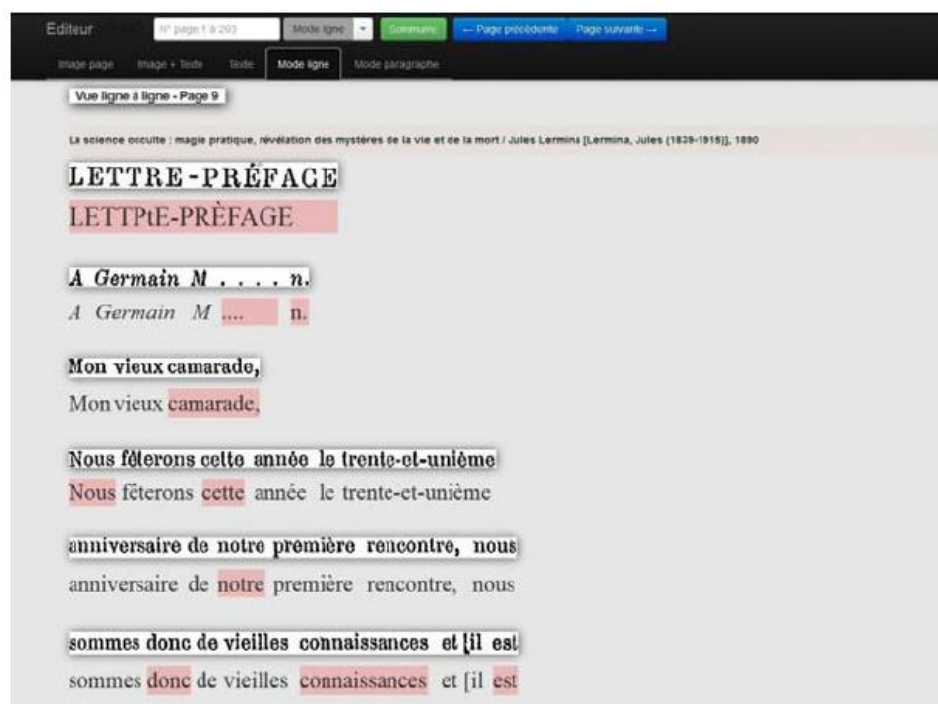 Editeur N° page 1 à 293 Mode ligne Sommaire ← Page précédente Page suivante →
Image page Image + Texte Texte Mode ligne Mode paragraphe
Vue ligne à ligne - Page 9
La science occulte : magie pratique, révélation des mystères de la vie et de la mort / Jules Lermina [Lermina, Jules (1839-1915)], 1890
LETTRE-PRÉFACE
LETTPtE-PRÈFAGE
A Germain M . . . . n.
A Germain M .... n.
Mon vieux camarade,
Mon vieux camarade,
Nous fêterons cette année le trente-et-unième
Nous fêterons cette année le trente-et-unième
anniversaire de notre première rencontre, nous
anniversaire de notre première rencontre, nous
sommes donc de vieilles connaissances et [il est
sommes donc de vieilles connaissances et [il est